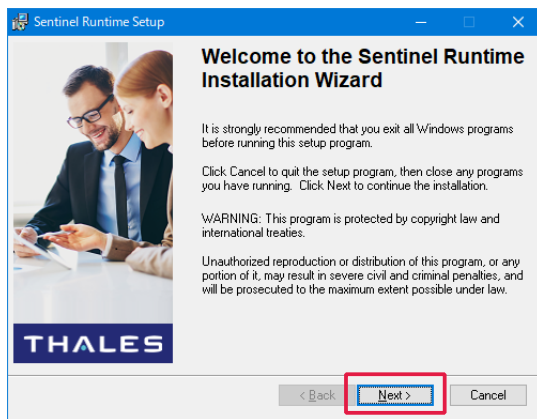 Sentinel Runtime Setup
Welcome to the Sentinel Runtime
Installation Wizard
It is strongly recommended that you exit all Windows programs
before running this setup program.
Click Cancel to quit the setup program, then close any programs
you have running. Click Next to continue the installation.
WARNING: This program is protected by copyright law and
international treaties.
Unauthorized reproduction or distribution of this program, or any
portion of it, may result in severe civil and criminal penalties, and
will be prosecuted to the maximum extent possible under law.
THALES
< Back
Next >
Cancel